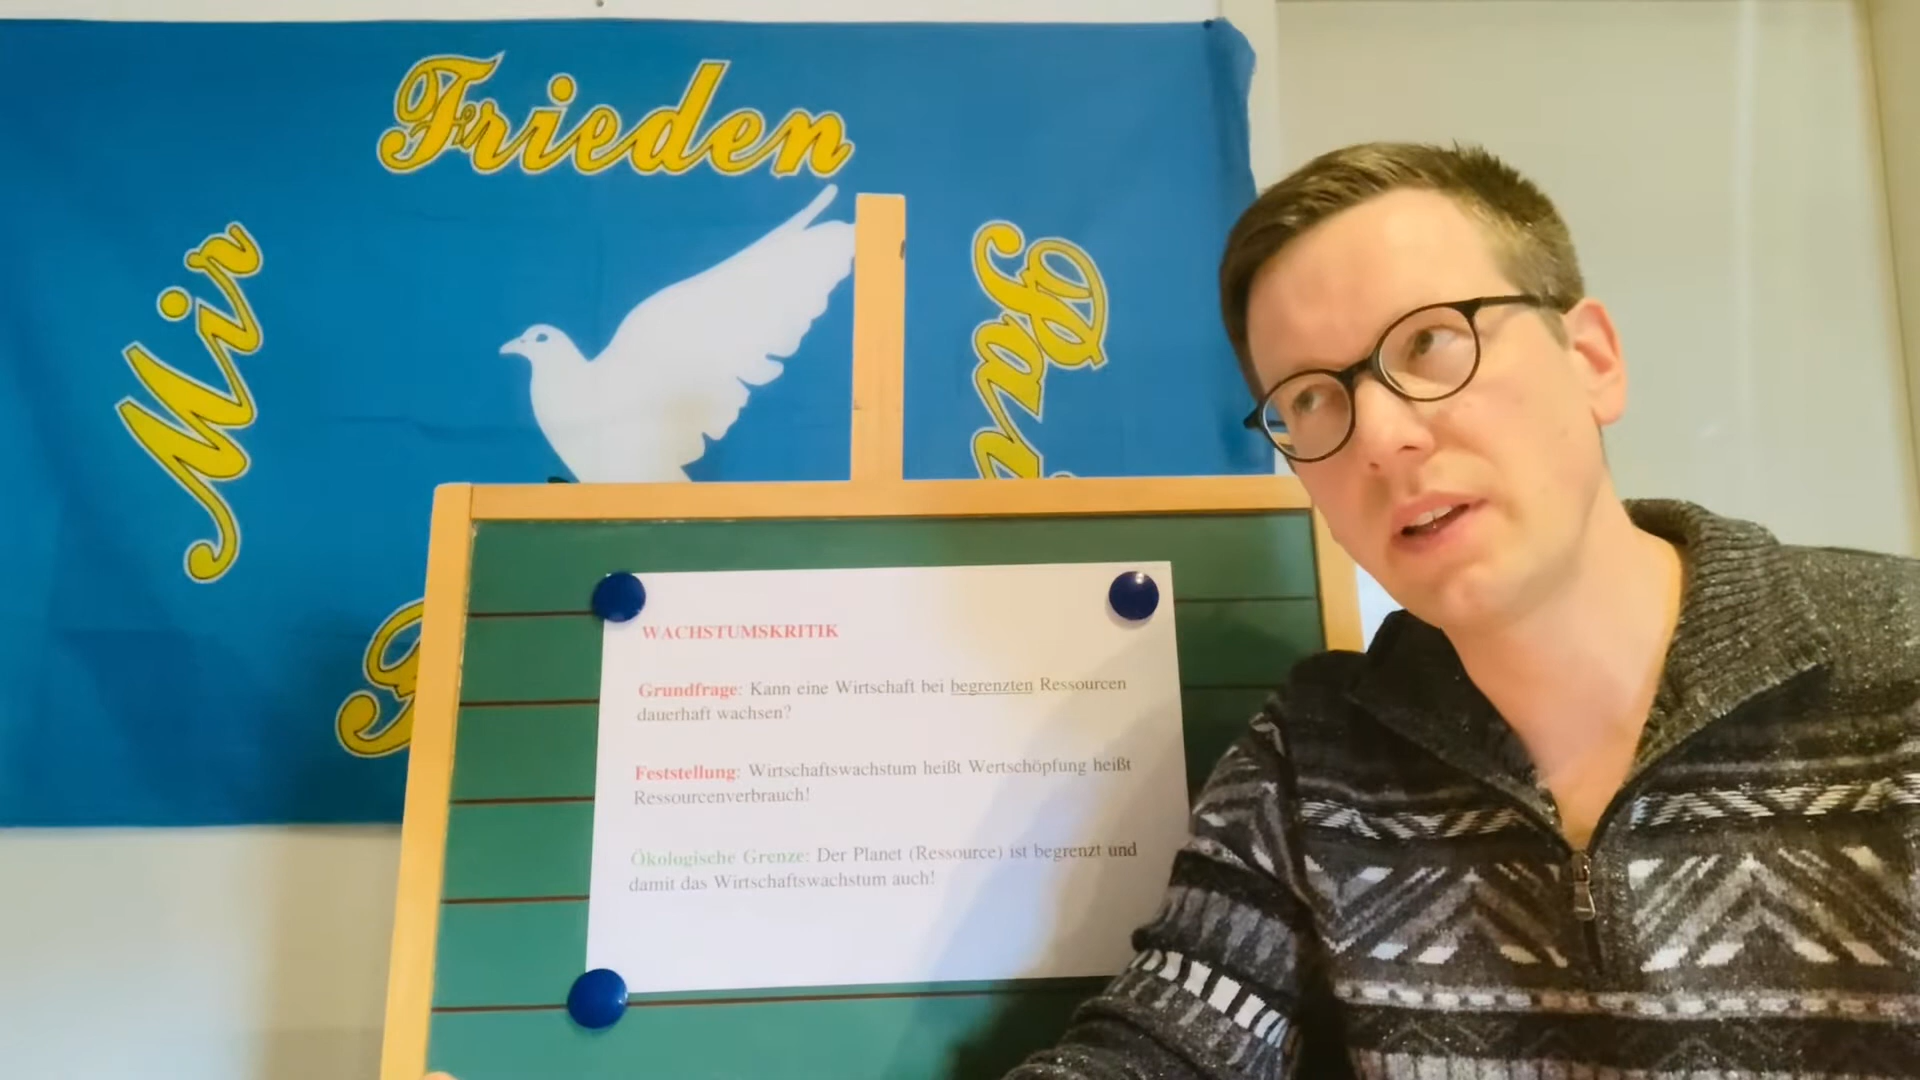 Frieden
Mir
Pai
WACHSTUMSKRITIK
Grundfrage: Kann eine Wirtschaft bei begrenzten Ressourcen
dauerhaft wachsen?
Feststellung: Wirtschaftswachstum heißt Wertschöpfung heißt
Ressourcenverbrauch!
Ökologische Grenze: Der Planet (Ressource) ist begrenzt und
damit das Wirtschaftswachstum auch!